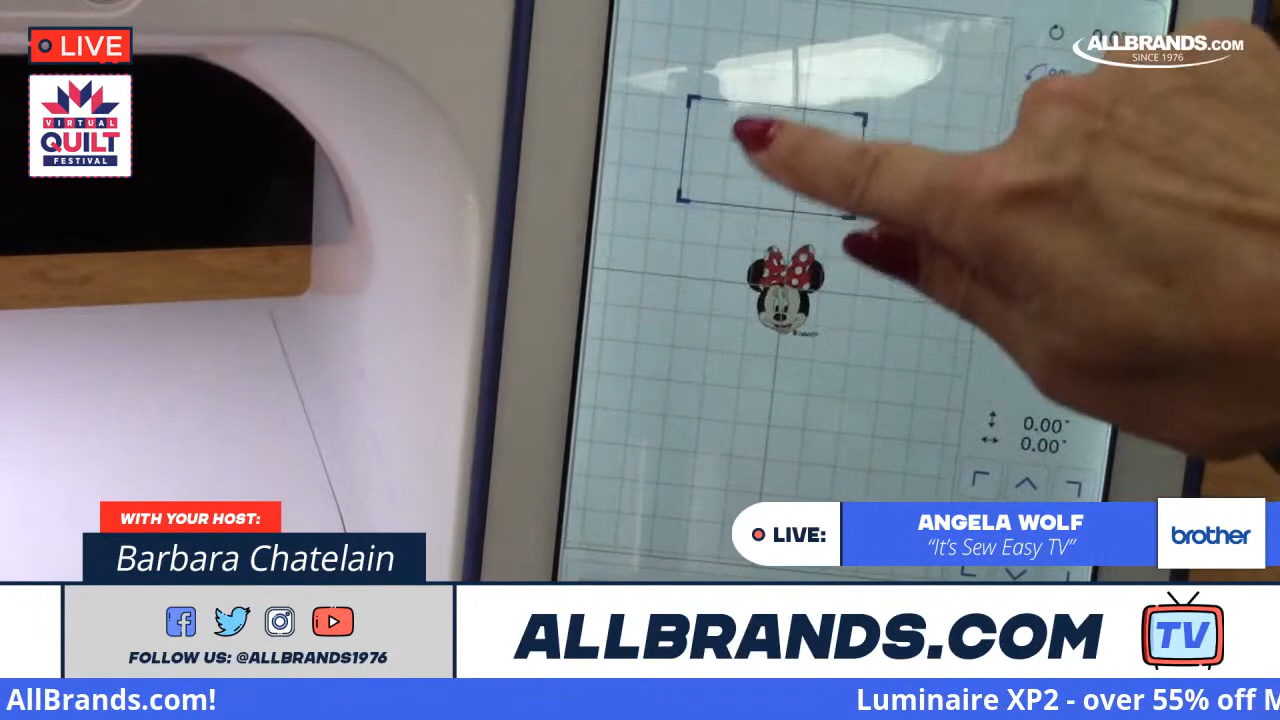 LIVE
VIRTUAL
QUILT
FESTIVAL
ALLBRANDS.COM
SINCE 1976
0.00"
0.00"
WITH YOUR HOST:
Barbara Chatelain
LIVE:
ANGELA WOLF
“It's Sew Easy TV”
brother
FOLLOW US: @ALLBRANDS1976
ALLBRANDS.COM
TV
AllBrands.com!
Luminaire XP2 - over 55% off